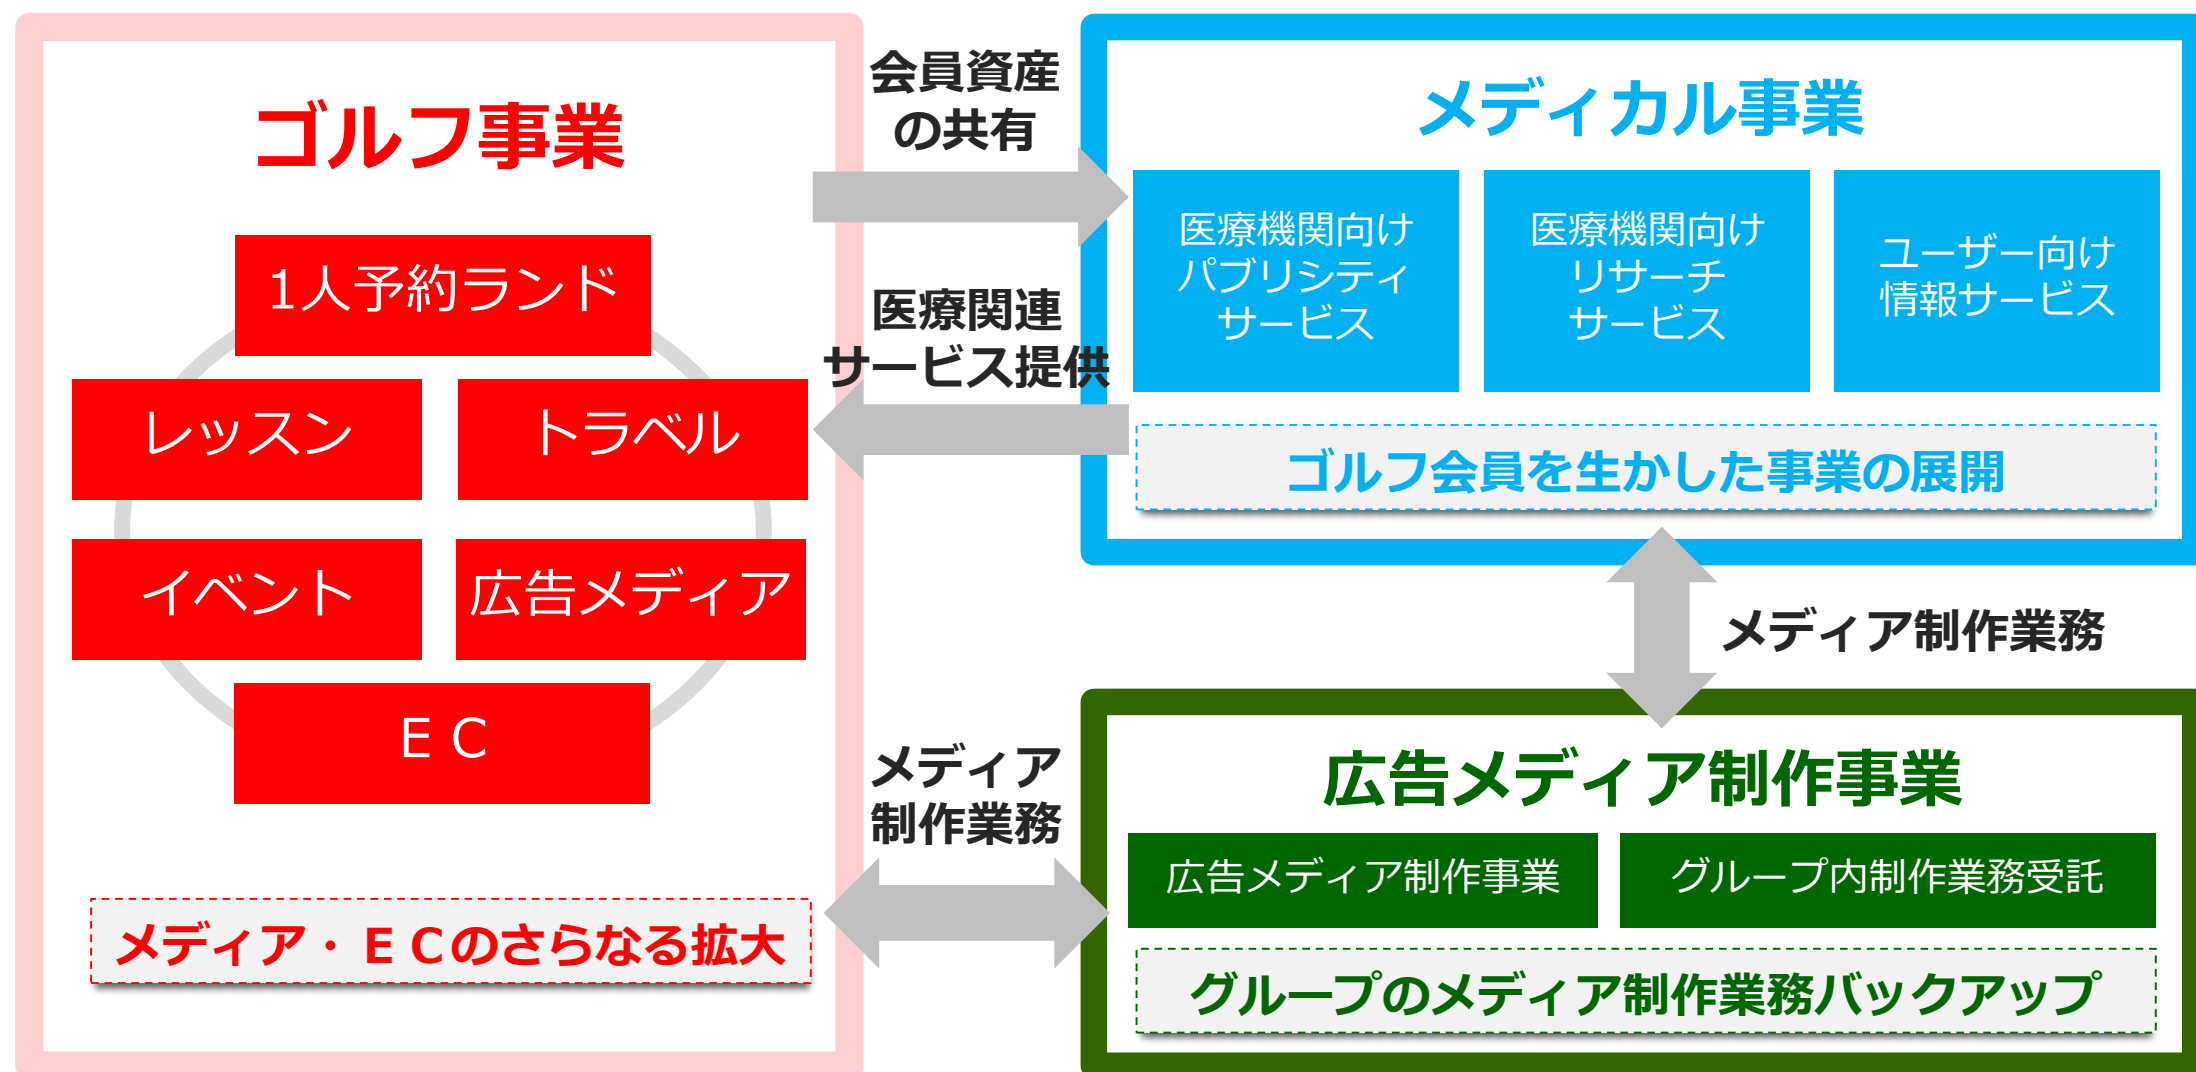 ゴルフ事業
1人予約ランド
レッスン
トラベル
イベント
広告メディア
ＥＣ
メディア・ＥＣのさらなる拡大
会員資産
の共有
医療関連
サービス提供
メディア
制作業務
メディカル事業
医療機関向け
パブリシティ
サービス
医療機関向け
リサーチ
サービス
ユーザー向け
情報サービス
ゴルフ会員を生かした事業の展開
メディア制作業務
広告メディア制作事業
広告メディア制作事業
グループ内制作業務受託
グループのメディア制作業務バックアップ